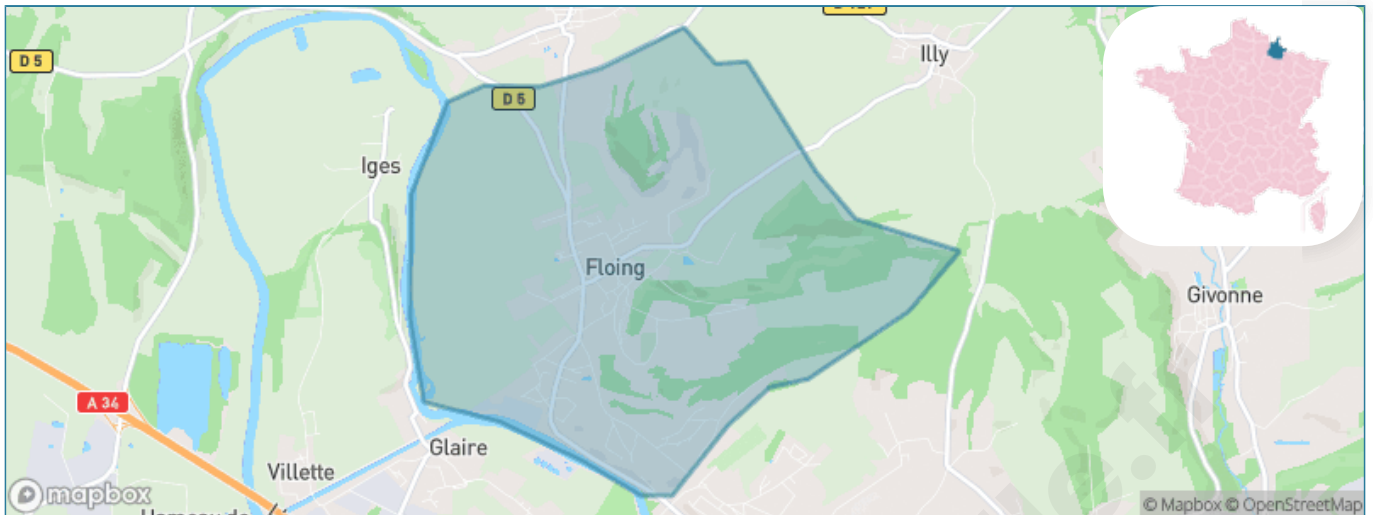 D 5
Illy
D 5
Iges
Floing
Givonne
A 34
Glaire
Villette
mapbox
© Mapbox © OpenStreetMap